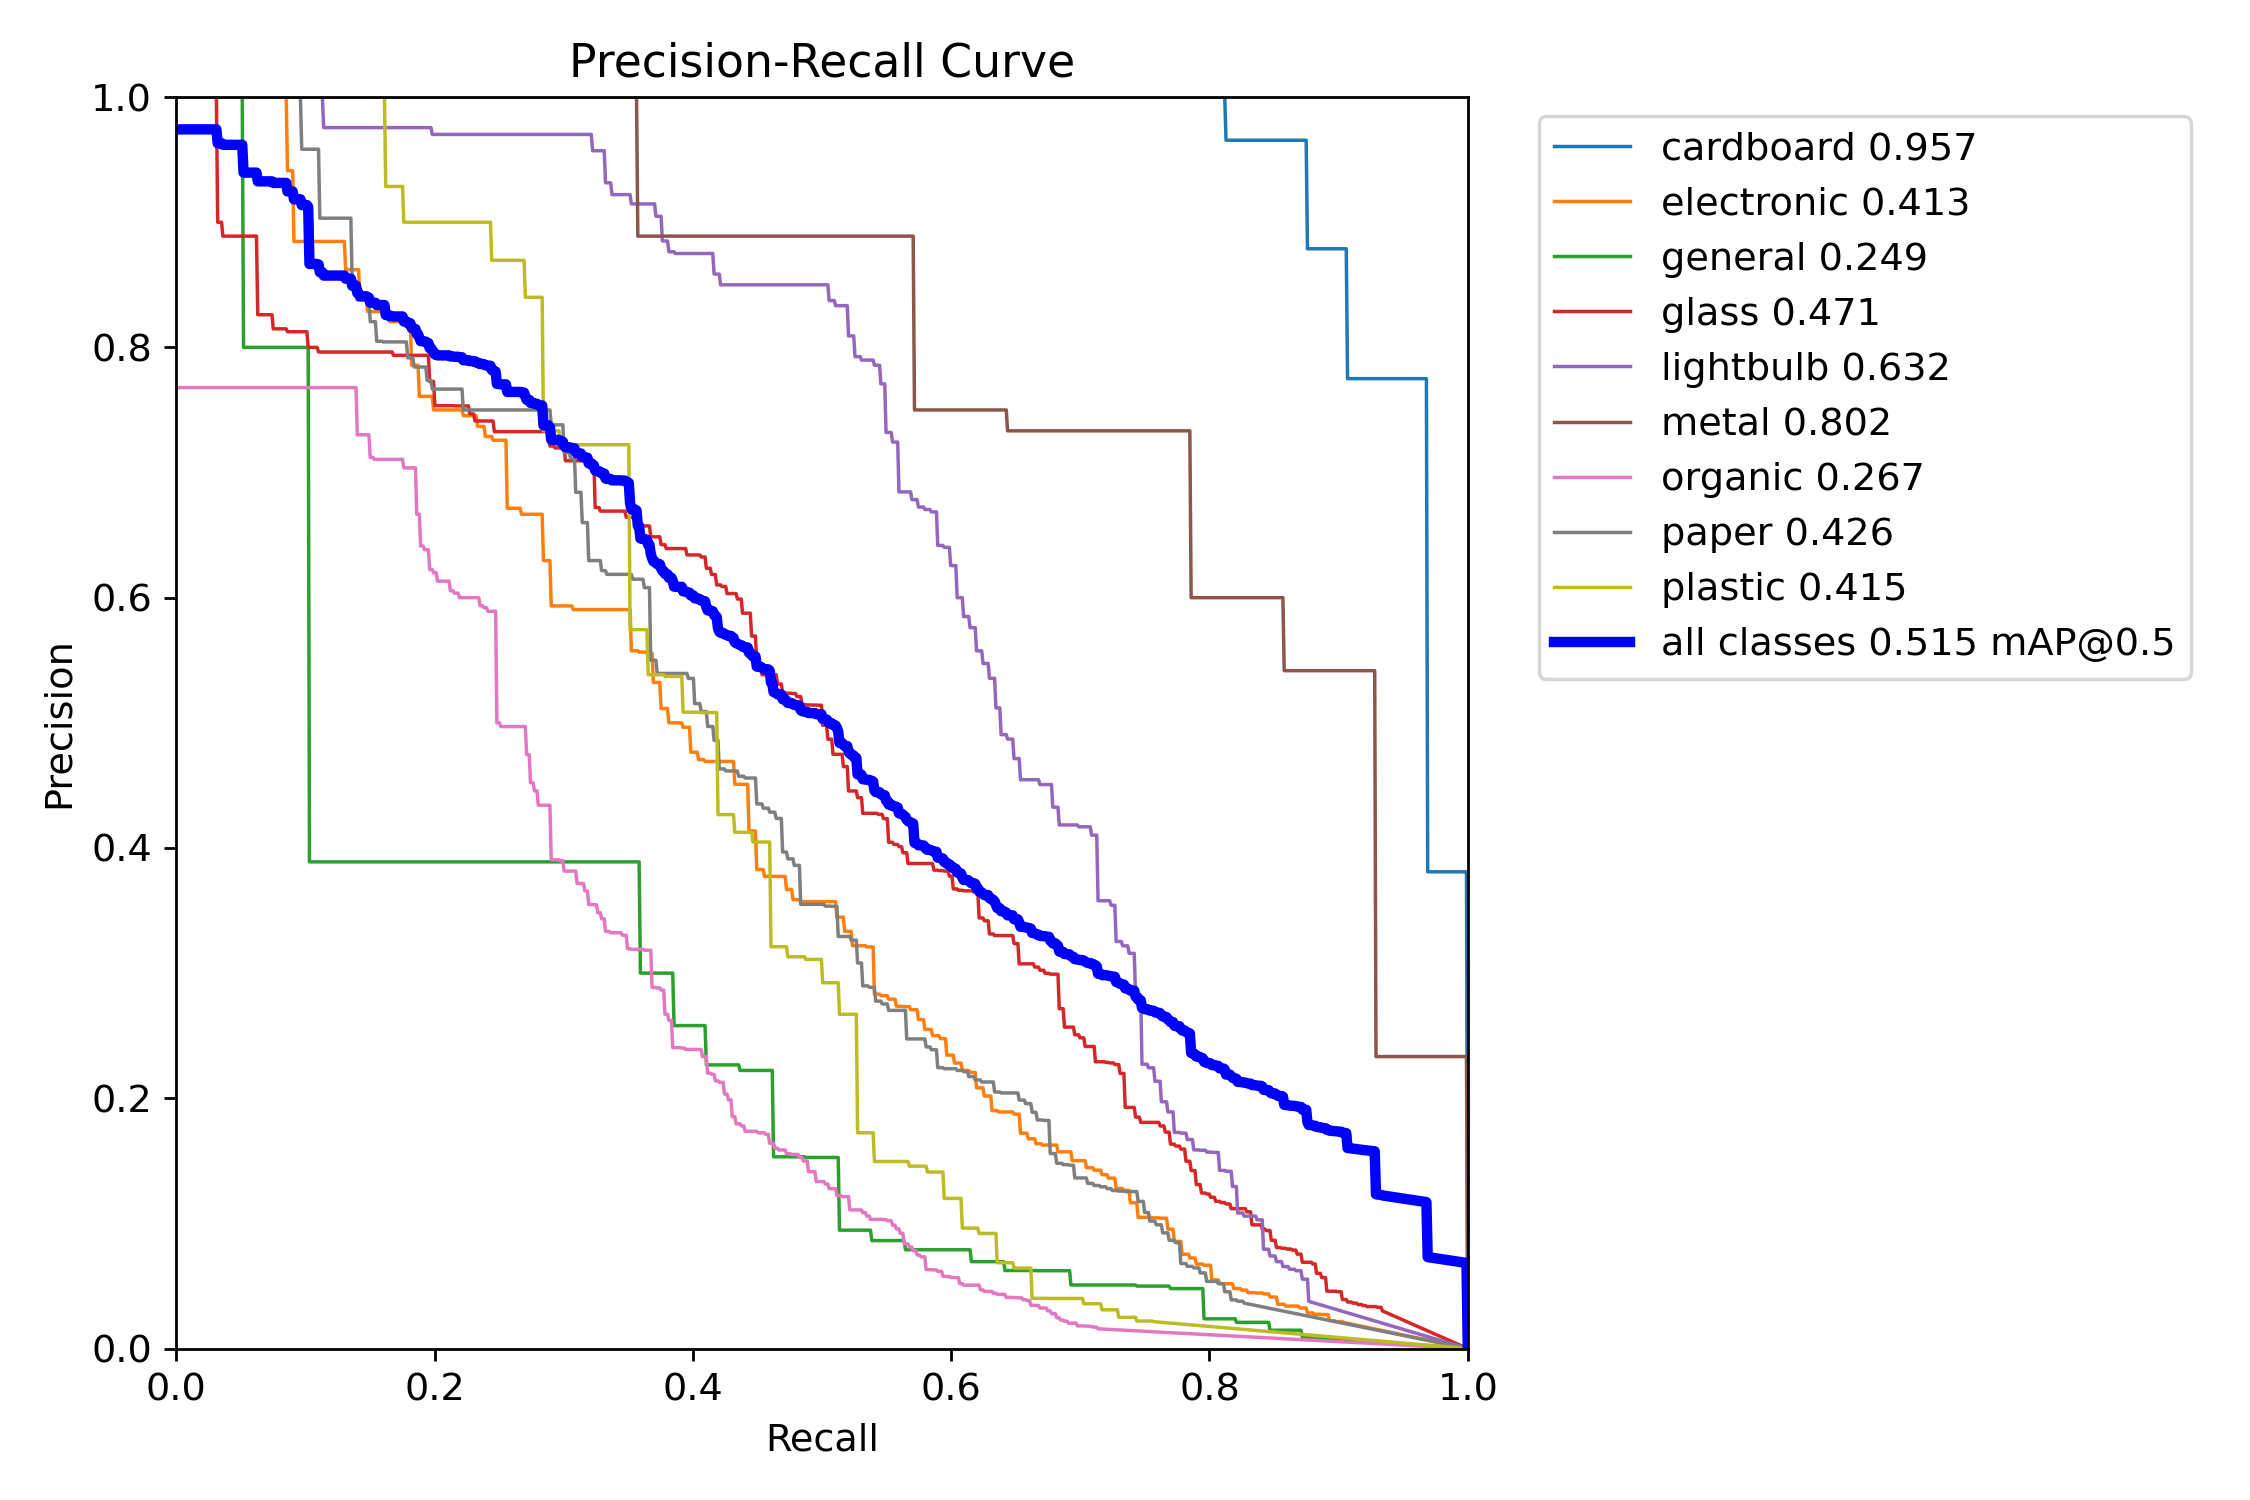 Precision-Recall Curve
1.0
0.8
0.6
0.4
0.2
0.0
Precision
0.0 0.2 0.4 0.6 0.8 1.0
Recall
cardboard 0.957
electronic 0.413
general 0.249
glass 0.471
lightbulb 0.632
metal 0.802
organic 0.267
paper 0.426
plastic 0.415
all classes 0.515 mAP@0.5